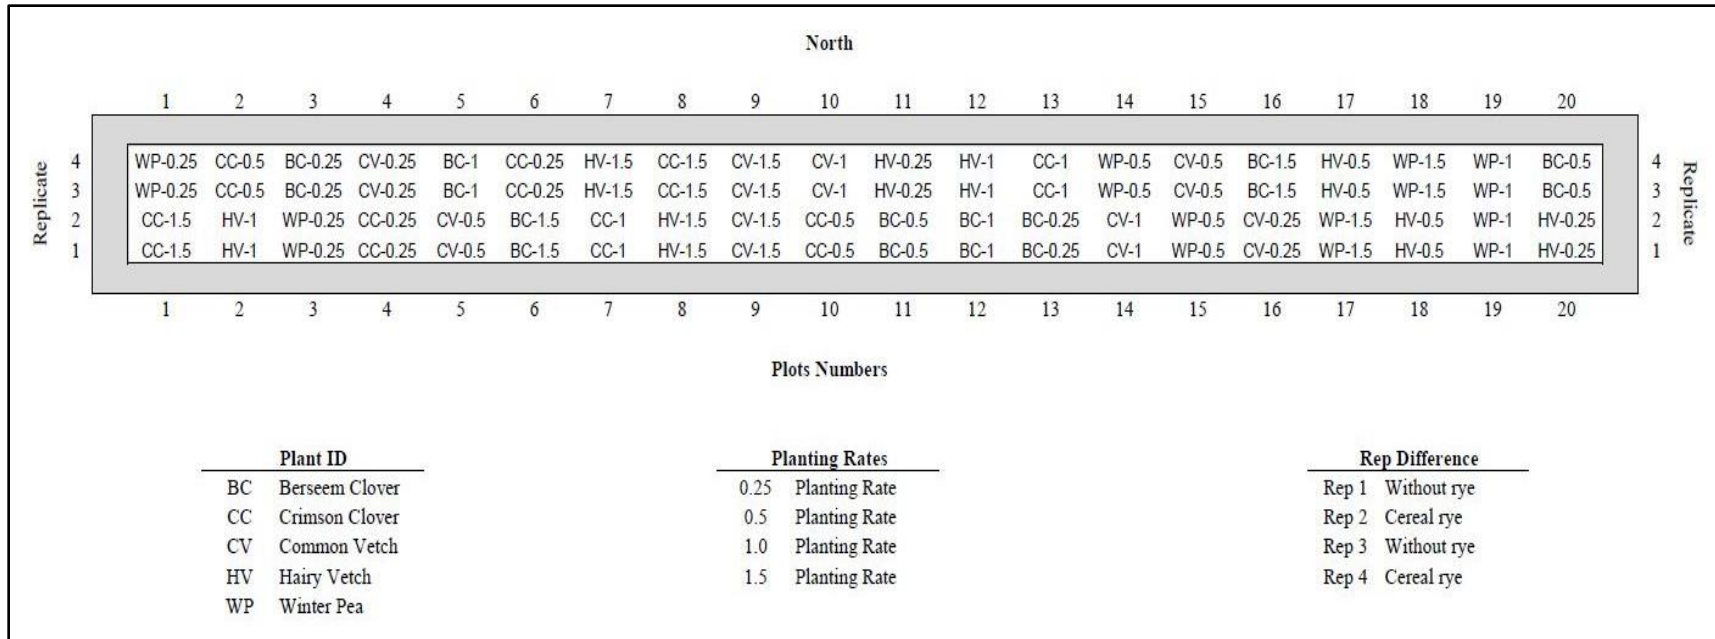 North
1 2 3 4 5 6 7 8 9 10 11 12 13 14 15 16 17 18 19 20
Replicate
4 WP-0.25 CC-0.5 BC-0.25 CV-0.25 BC-1 CC-0.25 HV-1.5 CC-1.5 CV-1.5 CV-1 HV-0.25 HV-1 CC-1 WP-0.5 CV-0.5 BC-1.5 HV-0.5 WP-1.5 WP-1 BC-0.5 4
3 WP-0.25 CC-0.5 BC-0.25 CV-0.25 BC-1 CC-0.25 HV-1.5 CC-1.5 CV-1.5 CV-1 HV-0.25 HV-1 CC-1 WP-0.5 CV-0.5 BC-1.5 HV-0.5 WP-1.5 WP-1 BC-0.5 3
2 CC-1.5 HV-1 WP-0.25 CC-0.25 CV-0.5 BC-1.5 CC-1 HV-1.5 CV-1.5 CC-0.5 BC-0.5 BC-1 BC-0.25 CV-1 WP-0.5 CV-0.25 WP-1.5 HV-0.5 WP-1 HV-0.25 2
1 CC-1.5 HV-1 WP-0.25 CC-0.25 CV-0.5 BC-1.5 CC-1 HV-1.5 CV-1.5 CC-0.5 BC-0.5 BC-1 BC-0.25 CV-1 WP-0.5 CV-0.25 WP-1.5 HV-0.5 WP-1 HV-0.25 1
Replicate
1 2 3 4 5 6 7 8 9 10 11 12 13 14 15 16 17 18 19 20
Plots Numbers
Plant ID
BC Berseem Clover
CC Crimson Clover
CV Common Vetch
HV Hairy Vetch
WP Winter Pea
Planting Rates
0.25 Planting Rate
0.5 Planting Rate
1.0 Planting Rate
1.5 Planting Rate
Rep Difference
Rep 1 Without rye
Rep 2 Cereal rye
Rep 3 Without rye
Rep 4 Cereal rye